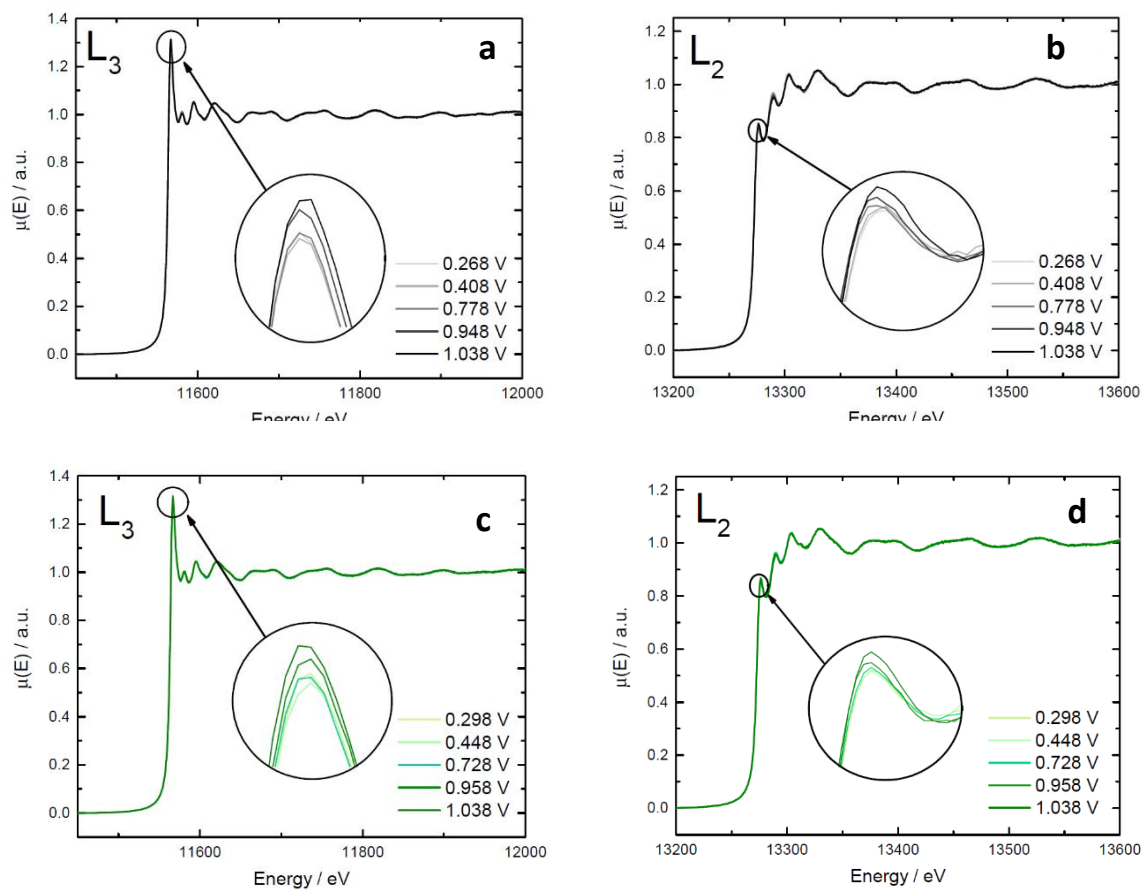 L3
a
μ(E) / a.u.
1.4
1.2
1.0
0.8
0.6
0.4
0.2
0.0
0.268 V
0.408 V
0.778 V
0.948 V
1.038 V
11600
11800
12000
Energy / eV
L2
b
μ(E) / a.u.
1.2
1.0
0.8
0.6
0.4
0.2
0.0
0.268 V
0.408 V
0.778 V
0.948 V
1.038 V
13200
13300
13400
13500
13600
Energy / eV
L3
c
μ(E) / a.u.
1.4
1.2
1.0
0.8
0.6
0.4
0.2
0.0
0.298 V
0.448 V
0.728 V
0.958 V
1.038 V
11600
11800
12000
Energy / eV
L2
d
μ(E) / a.u.
1.2
1.0
0.8
0.6
0.4
0.2
0.0
0.298 V
0.448 V
0.728 V
0.958 V
1.038 V
13200
13300
13400
13500
13600
Energy / eV